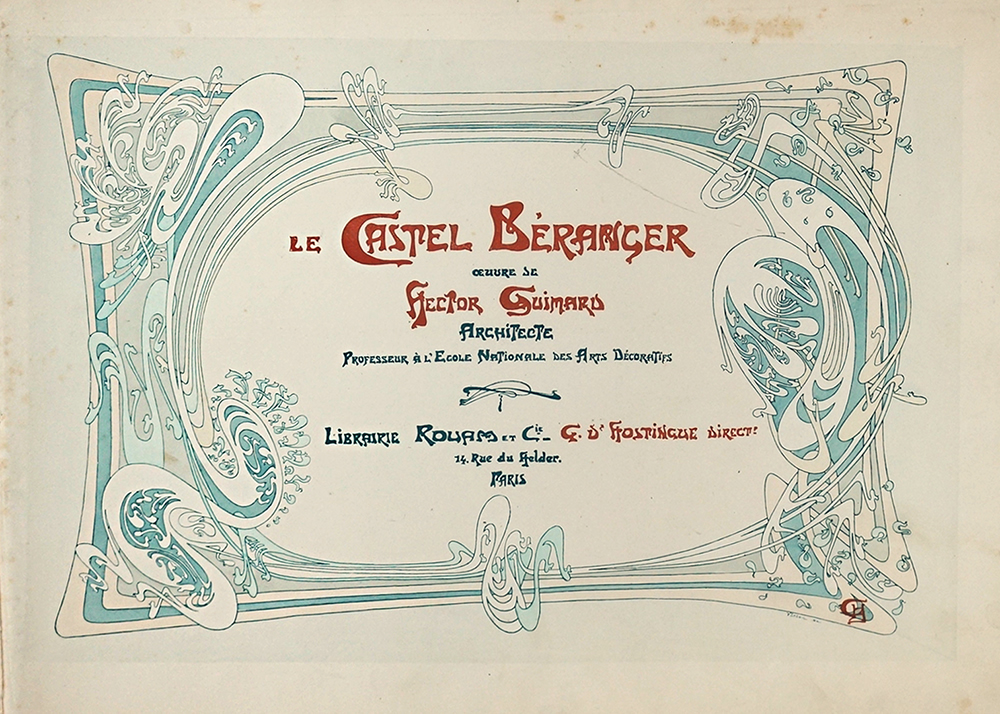 LE CASTEL BÉRANGER
ŒUVRE DE
HECTOR GUIMARD
ARCHITECTE
PROFESSEUR À L'ECOLE NATIONALE DES ARTS DÉCORATIFS
LIBRAIRIE ROUAM ET Cie_ G. D'HOSTINGUE DIRECTr
14. RUE DU HELDER.
PARIS